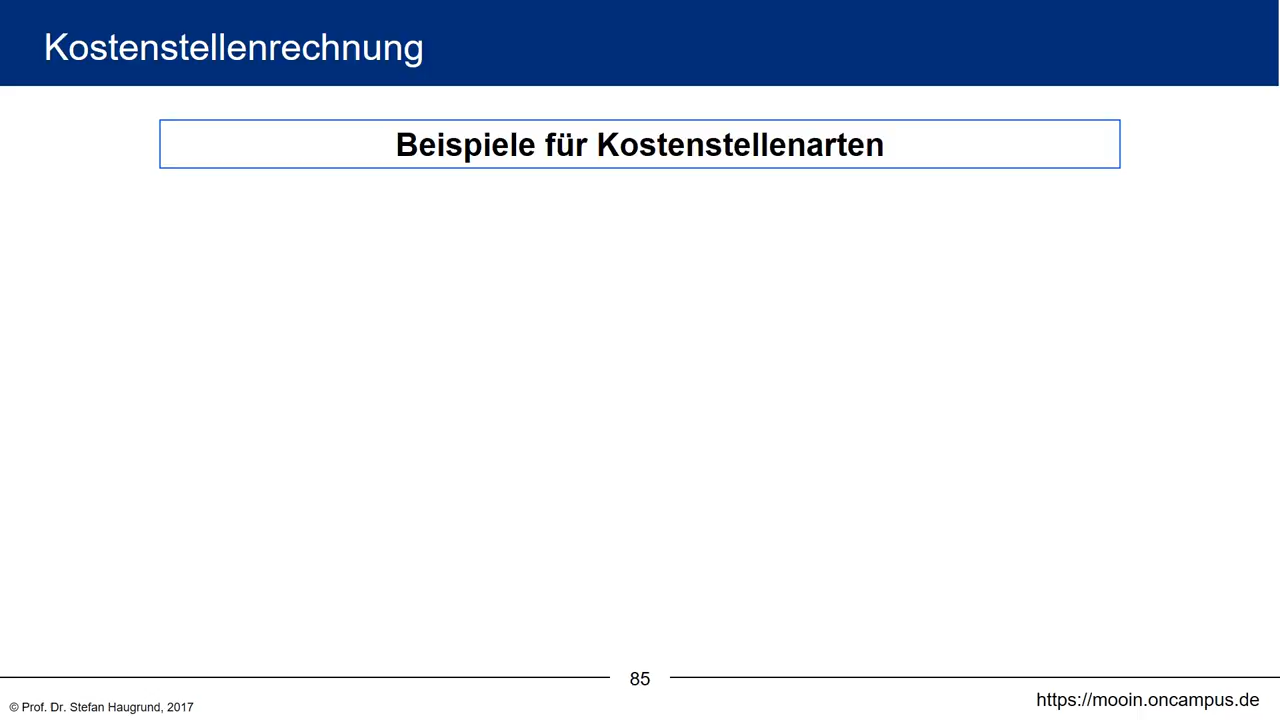 Kostenstellenrechnung
Beispiele für Kostenstellenarten
85
© Prof. Dr. Stefan Haugrund, 2017
https://mooin.oncampus.de